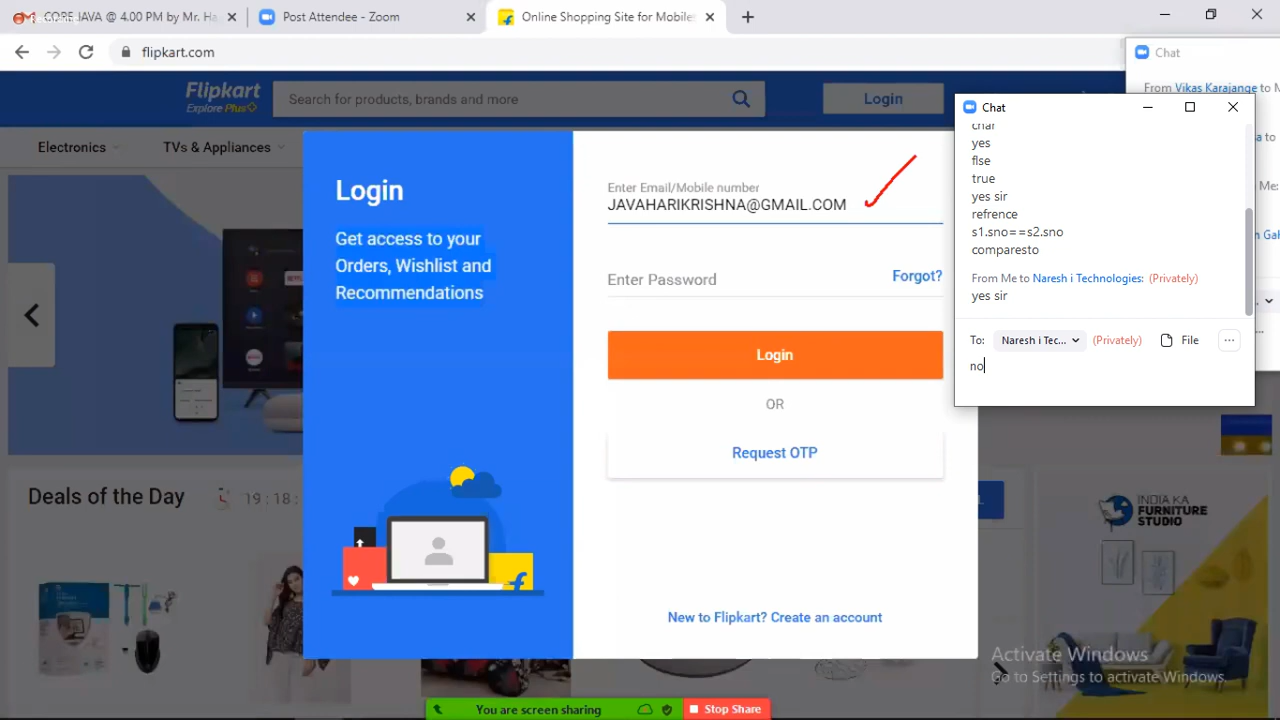 CORE JAVA @ 4.00 PM by Mr. Ha
Post Attendee - Zoom
Online Shopping Site for Mobile
flipkart.com
Chat
From Vikas Karajange to M
Flipkart
Explore Plus
Search for products, brands and more
Login
Chat
Electronics
TVs & Appliances
char
yes
flse
true
yes sir
refrence
s1.sno==s2.sno
comparesto
From Me to Naresh i Technologies: (Privately)
yes sir
To: Naresh i Tec... (Privately) File ...
no
Login
Get access to your
Orders, Wishlist and
Recommendations
Enter Email/Mobile number
JAVAHARIKRISHNA@GMAIL.COM
Enter Password
Forgot?
Login
OR
Request OTP
New to Flipkart? Create an account
Deals of the Day
19 : 18 :
INDIA KA
FURNITURE
STUDIO
Activate Windows
Go to Settings to activate Windows.
You are screen sharing
Stop Share